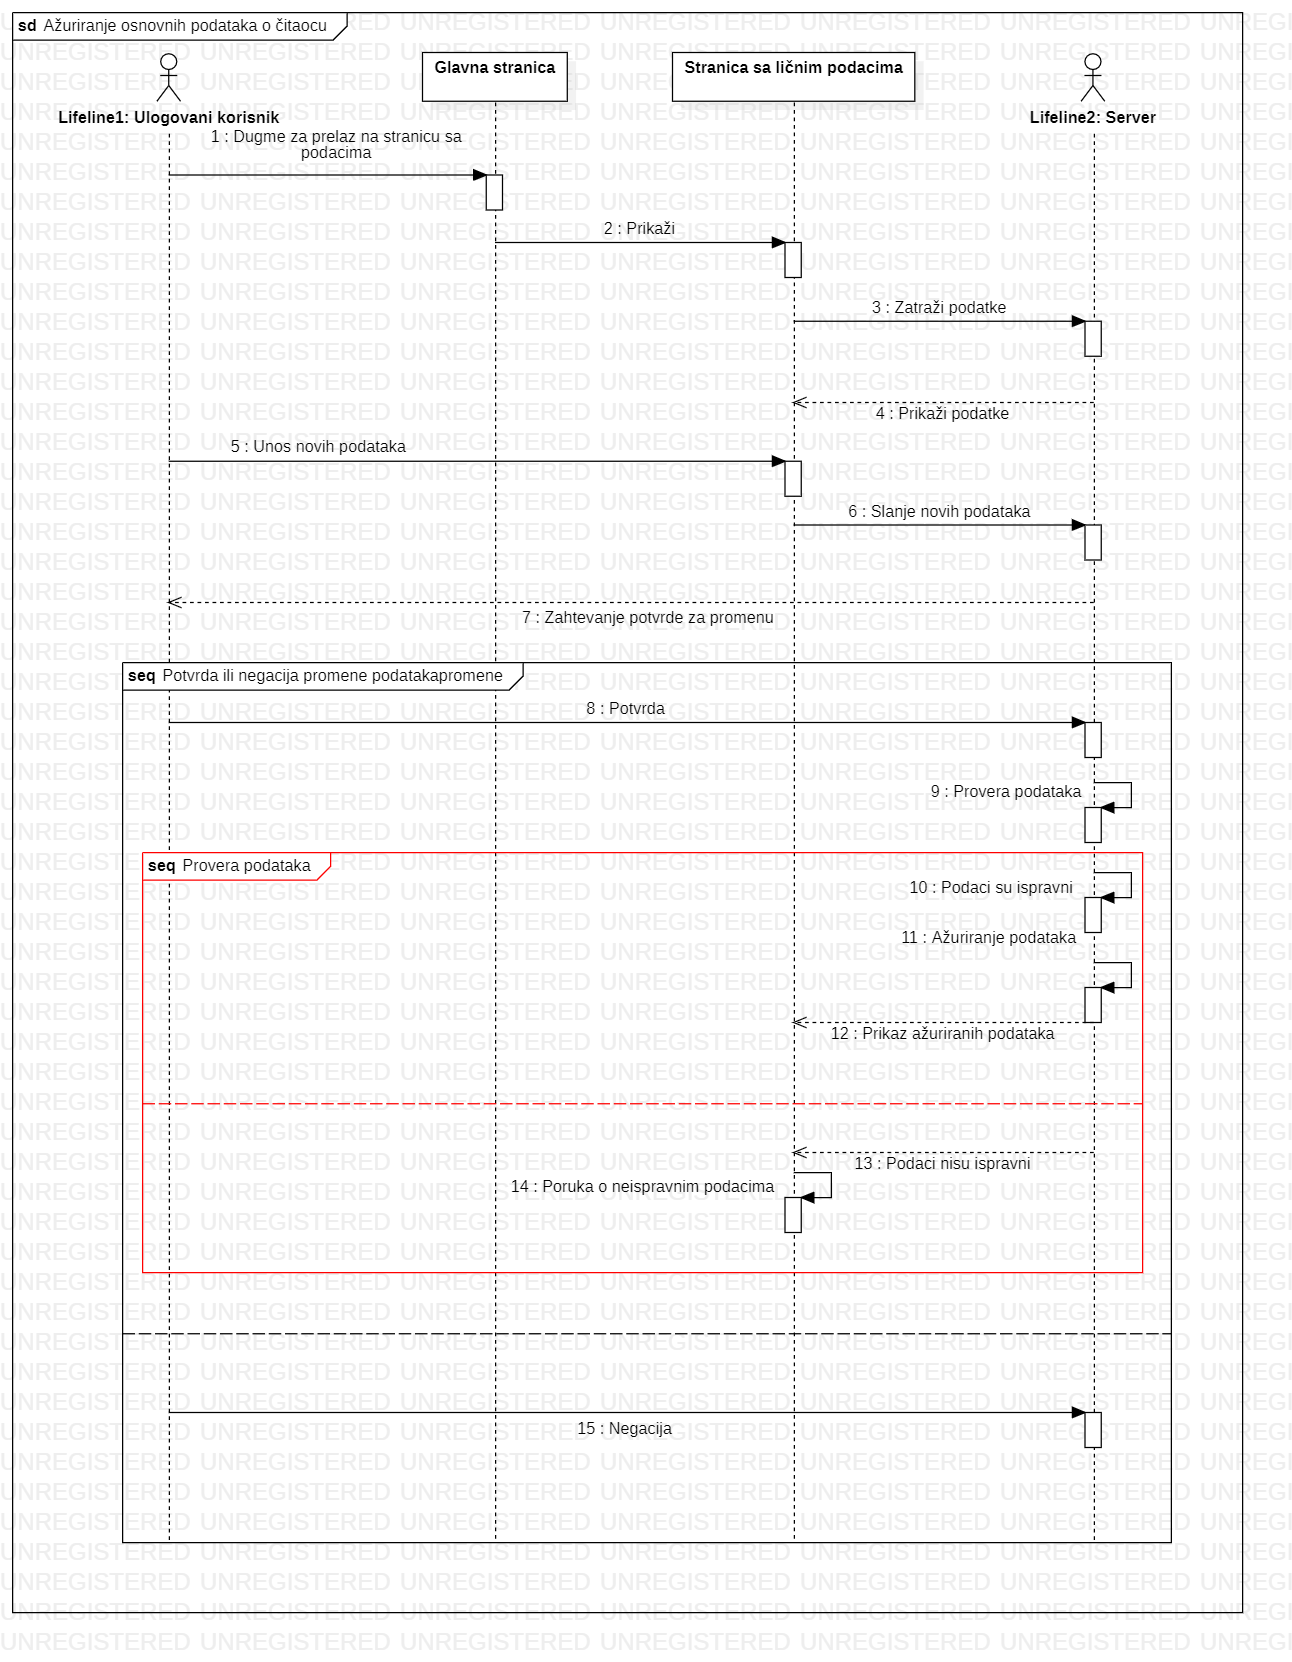 sd Ažuriranje osnovnih podataka o čitaocu
Glavna stranica
Stranica sa ličnim podacima
Lifeline1: Ulogovani korisnik
Lifeline2: Server
1 : Dugme za prelaz na stranicu sa
podacima
2 : Prikaži
3 : Zatraži podatke
4 : Prikaži podatke
5 : Unos novih podataka
6 : Slanje novih podataka
7 : Zahtevanje potvrde za promenu
seq Potvrda ili negacija promene podatakapromene
8 : Potvrda
9 : Provera podataka
seq Provera podataka
10 : Podaci su ispravni
11 : Ažuriranje podataka
12 : Prikaz ažuriranih podataka
13 : Podaci nisu ispravni
14 : Poruka o neispravnim podacima
15 : Negacija
UNREGISTERED